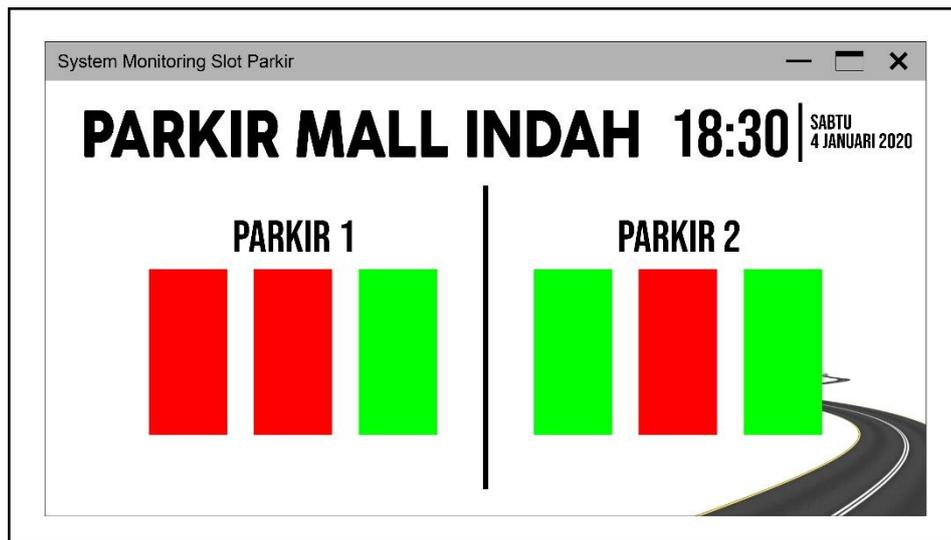 System Monitoring Slot Parkir
PARKIR MALL INDAH
18:30
SABTU
4 JANUARI 2020
PARKIR 1
PARKIR 2